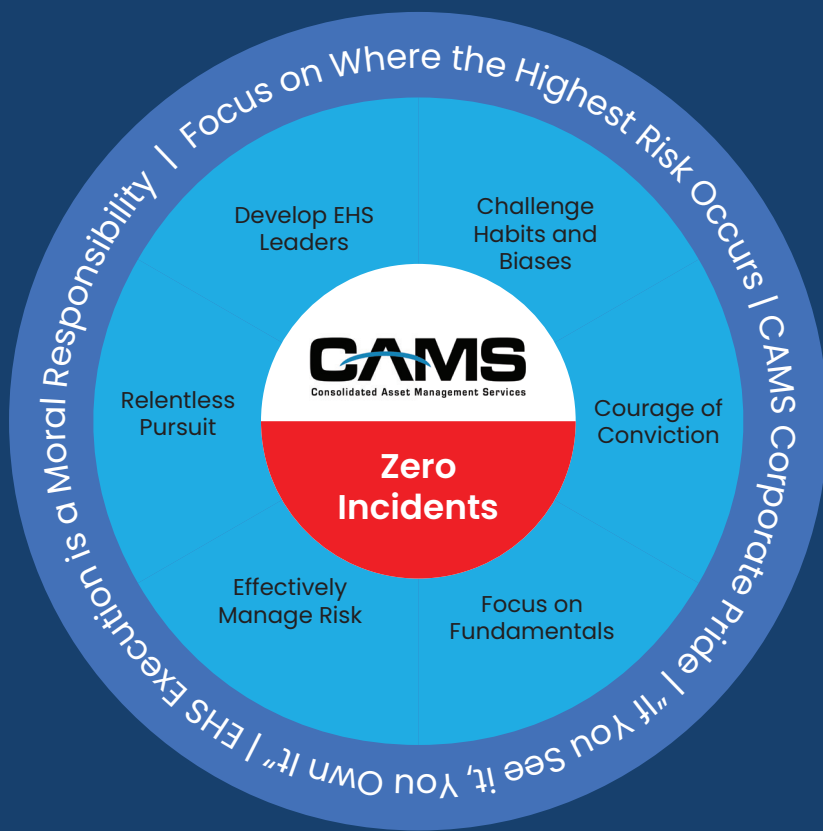 Focus on Where the Highest Risk Occurs | CAMS Corporate Pride | "If You See it, You Own It" | EHS Execution is a Moral Responsibility |
Develop EHS
Leaders
Challenge
Habits and
Biases
Relentless
Pursuit
CAMS
Consolidated Asset Management Services
Courage of
Conviction
Zero
Incidents
Effectively
Manage Risk
Focus on
Fundamentals